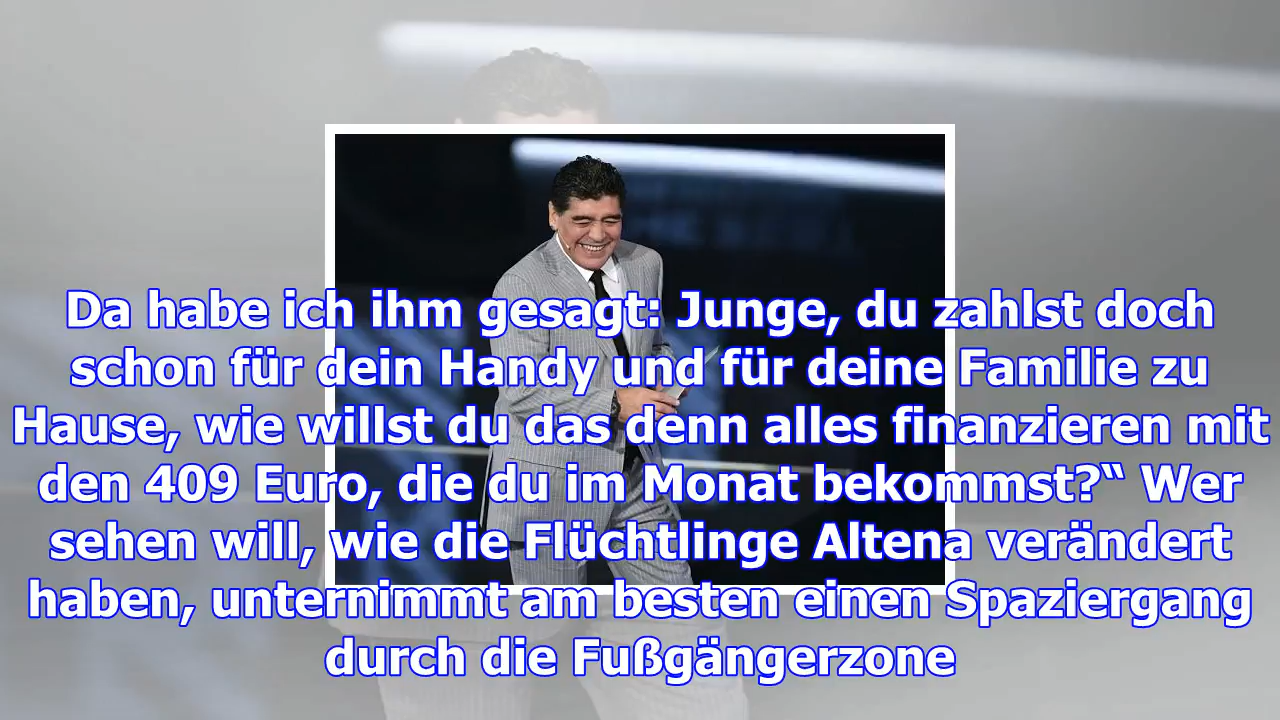 Da habe ich ihm gesagt: Junge, du zahlst doch
schon für dein Handy und für deine Familie zu
Hause, wie willst du das denn alles finanzieren mit
den 409 Euro, die du im Monat bekommst?“ Wer
sehen will, wie die Flüchtlinge Altena verändert
haben, unternimmt am besten einen Spaziergang
durch die Fußgängerzone